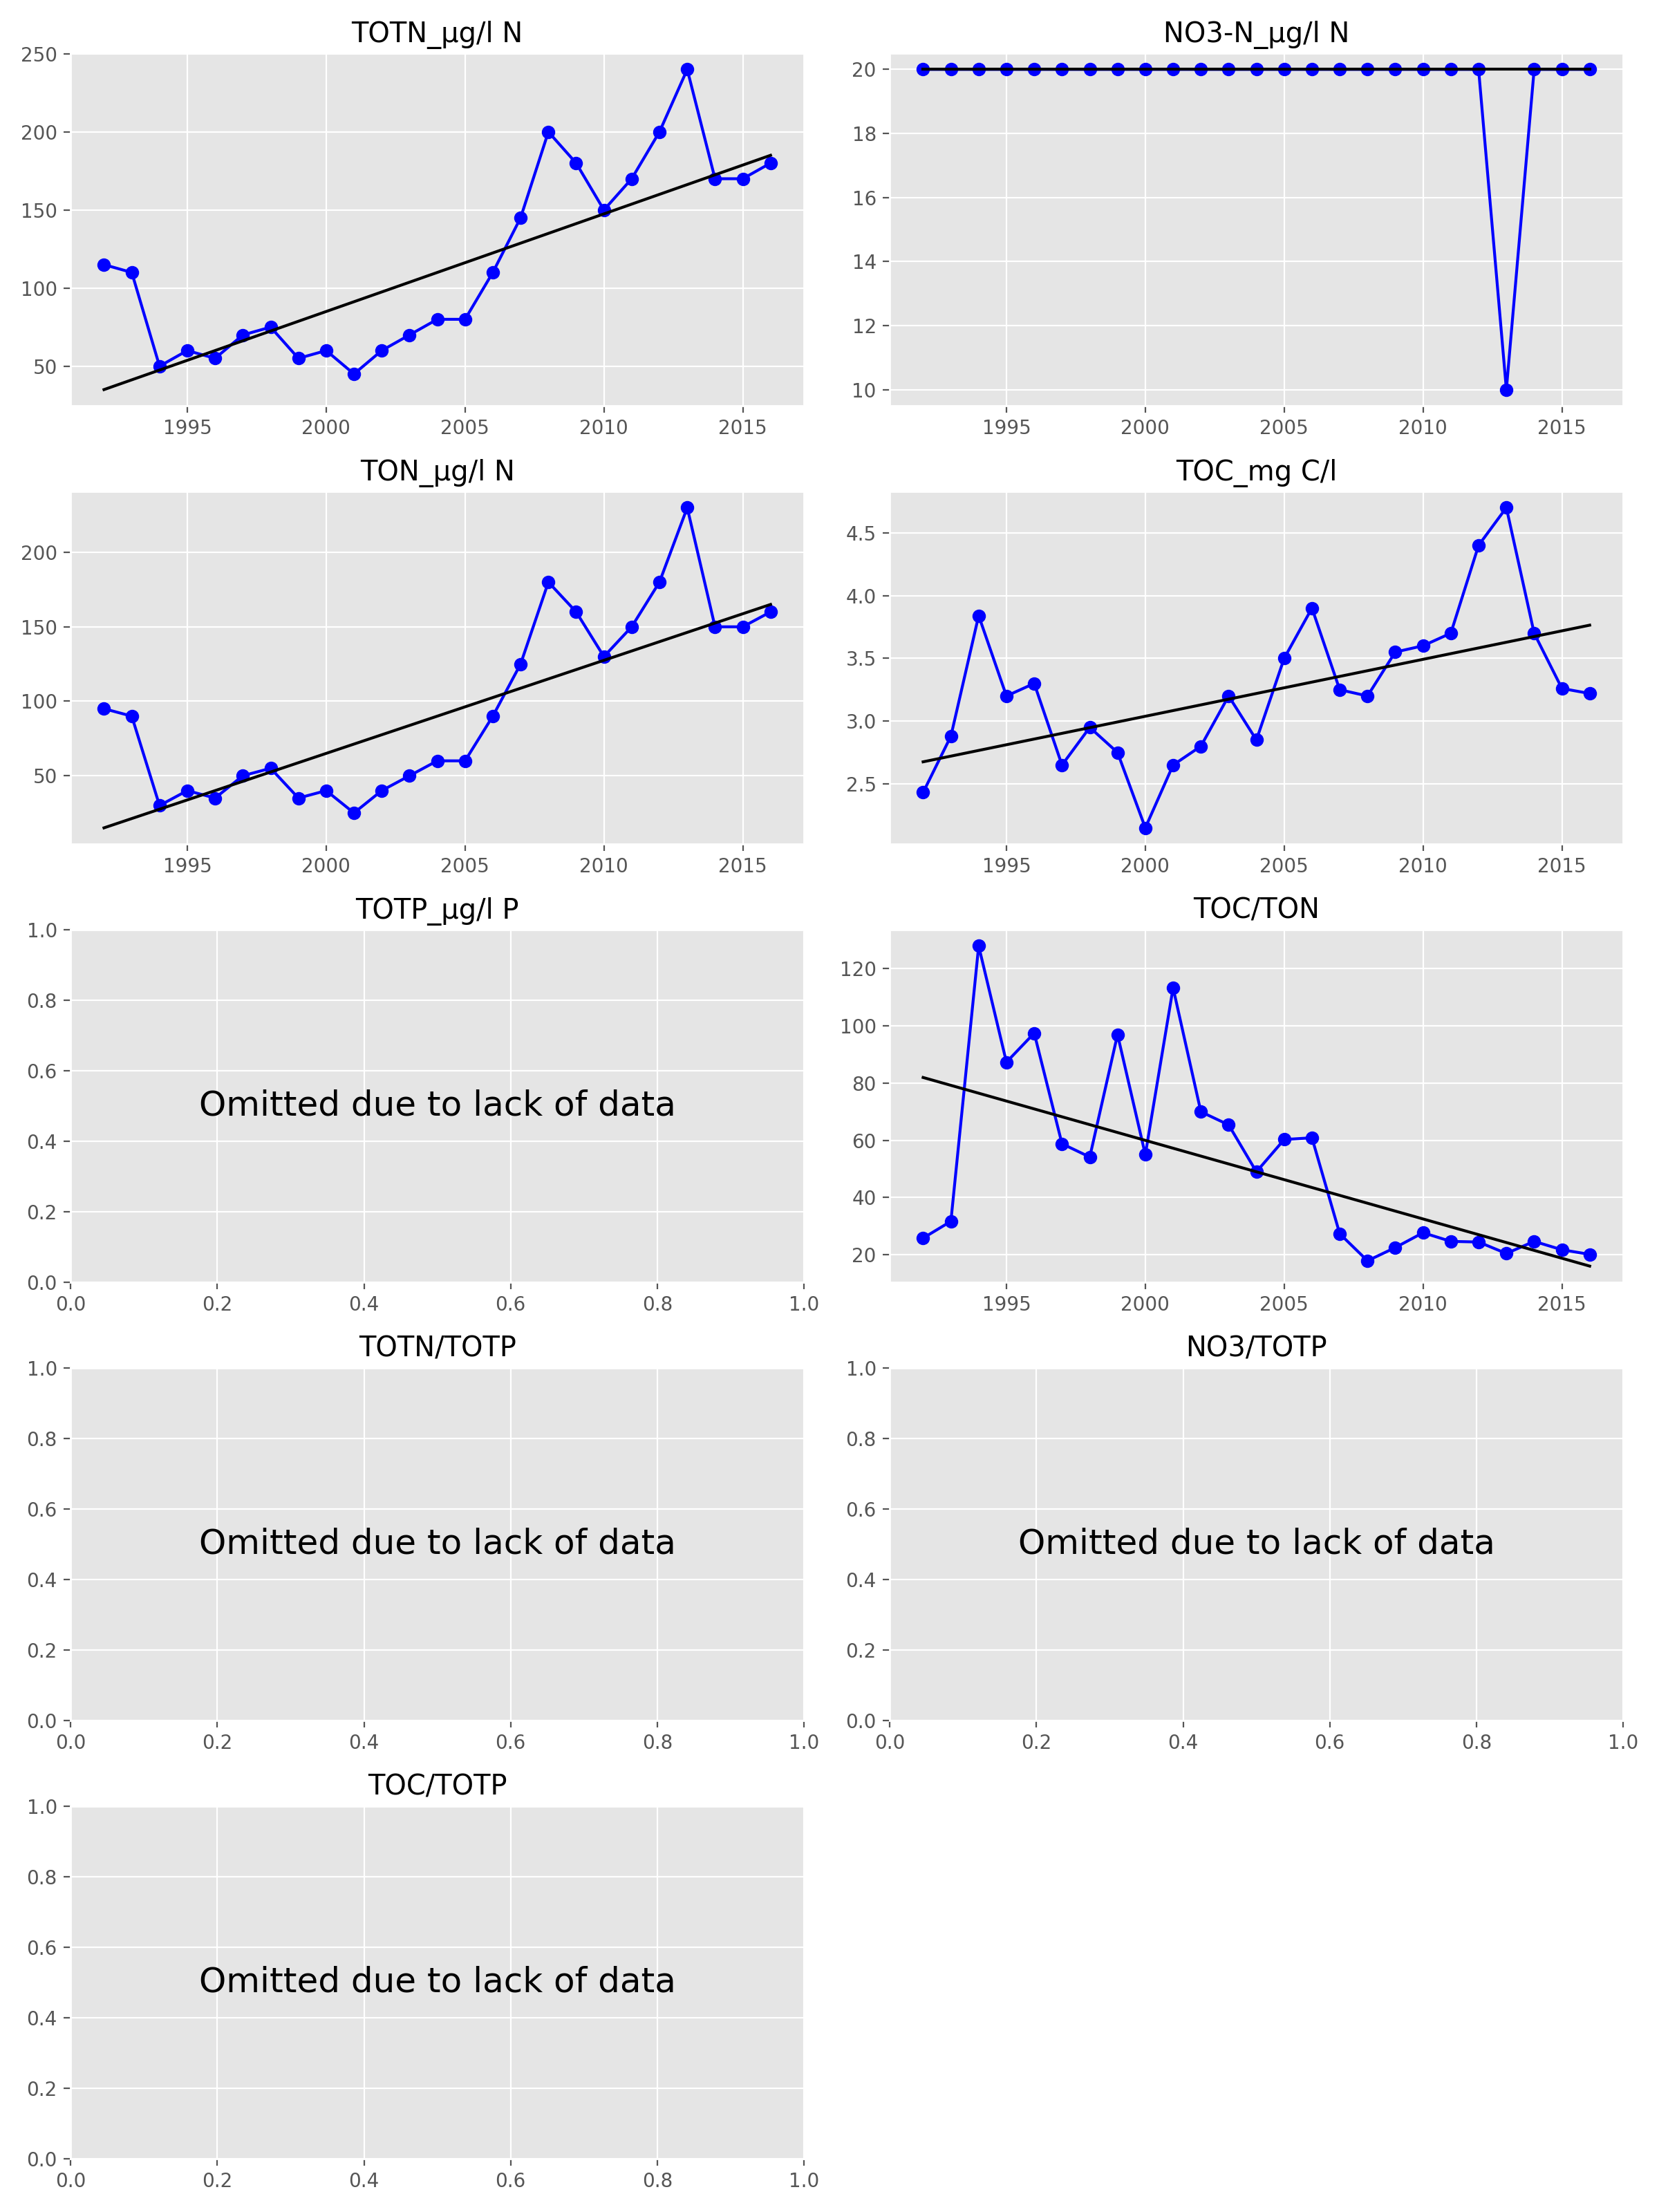 TOTN_µg/l N
250
200
150
100
50
1995 2000 2005 2010 2015
NO3-N_µg/l N
20
18
16
14
12
10
1995 2000 2005 2010 2015
TON_µg/l N
200
150
100
50
1995 2000 2005 2010 2015
TOC_mg C/l
4.5
4.0
3.5
3.0
2.5
1995 2000 2005 2010 2015
TOTP_µg/l P
1.0
0.8
0.6
Omitted due to lack of data
0.4
0.2
0.0
0.0 0.2 0.4 0.6 0.8 1.0
TOC/TON
120
100
80
60
40
20
1995 2000 2005 2010 2015
TOTN/TOTP
1.0
0.8
0.6
Omitted due to lack of data
0.4
0.2
0.0
0.0 0.2 0.4 0.6 0.8 1.0
NO3/TOTP
1.0
0.8
0.6
Omitted due to lack of data
0.4
0.2
0.0
0.0 0.2 0.4 0.6 0.8 1.0
TOC/TOTP
1.0
0.8
0.6
Omitted due to lack of data
0.4
0.2
0.0
0.0 0.2 0.4 0.6 0.8 1.0